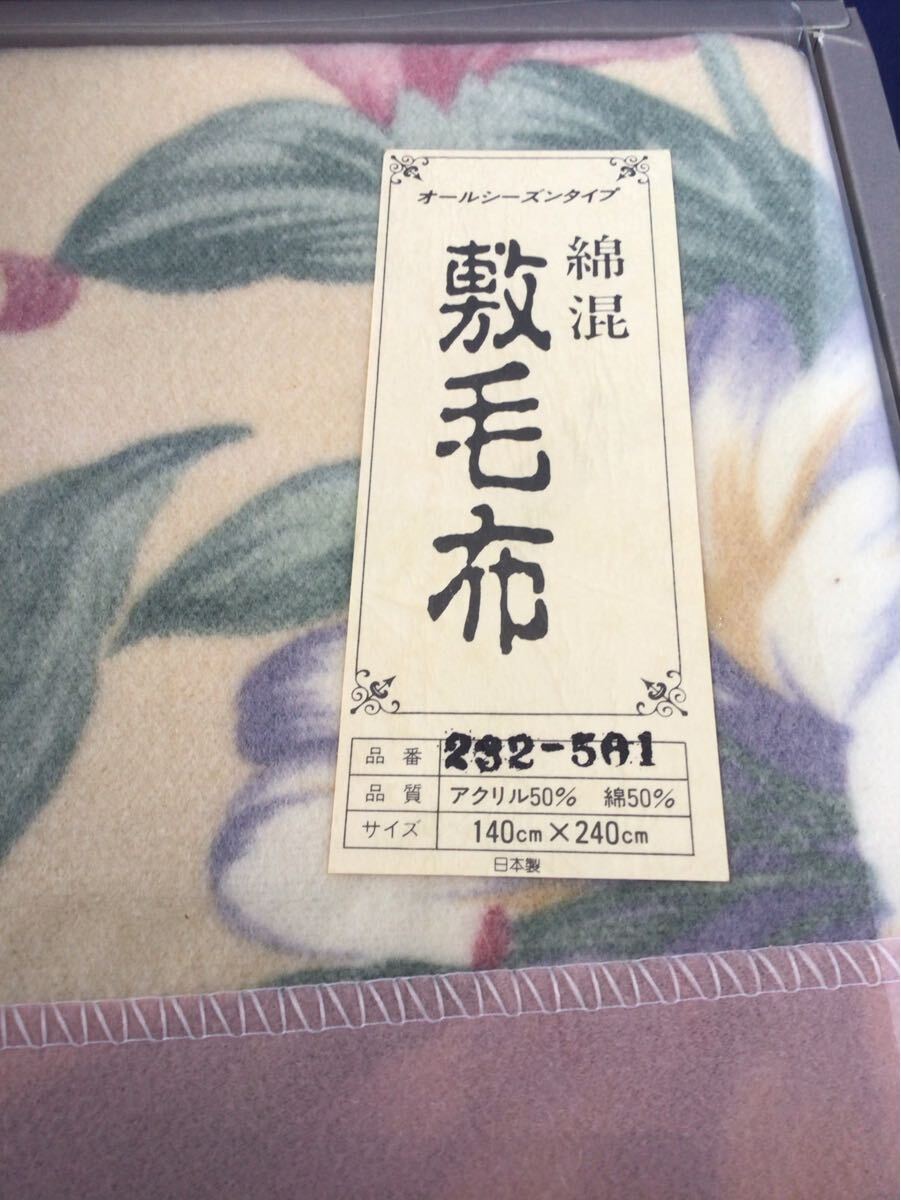 オールシーズンタイプ
綿混
敷毛布
品番 232-501
品質 アクリル50% 綿50%
サイズ 140cm×240cm
日本製